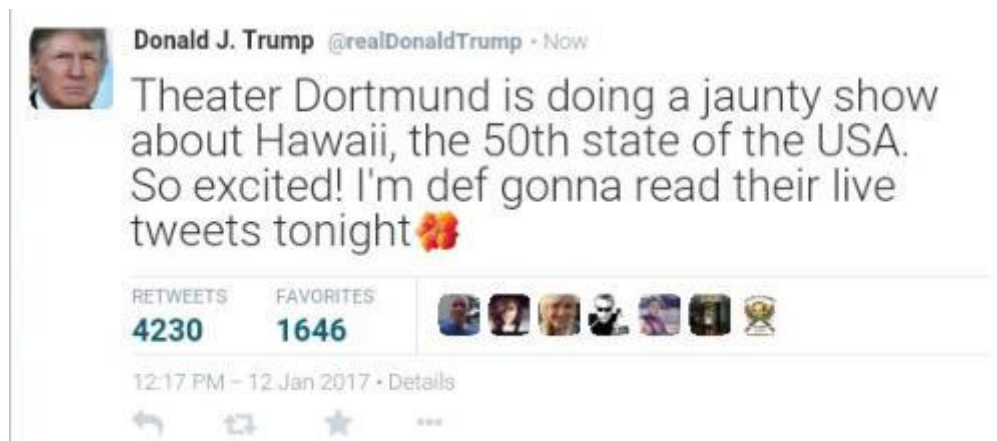 Donald J. Trump @realDonaldTrump • Now
Theater Dortmund is doing a jaunty show
about Hawaii, the 50th state of the USA.
So excited! I'm def gonna read their live
tweets tonight
RETWEETS FAVORITES
4230 1646
12:17 PM – 12 Jan 2017 • Details